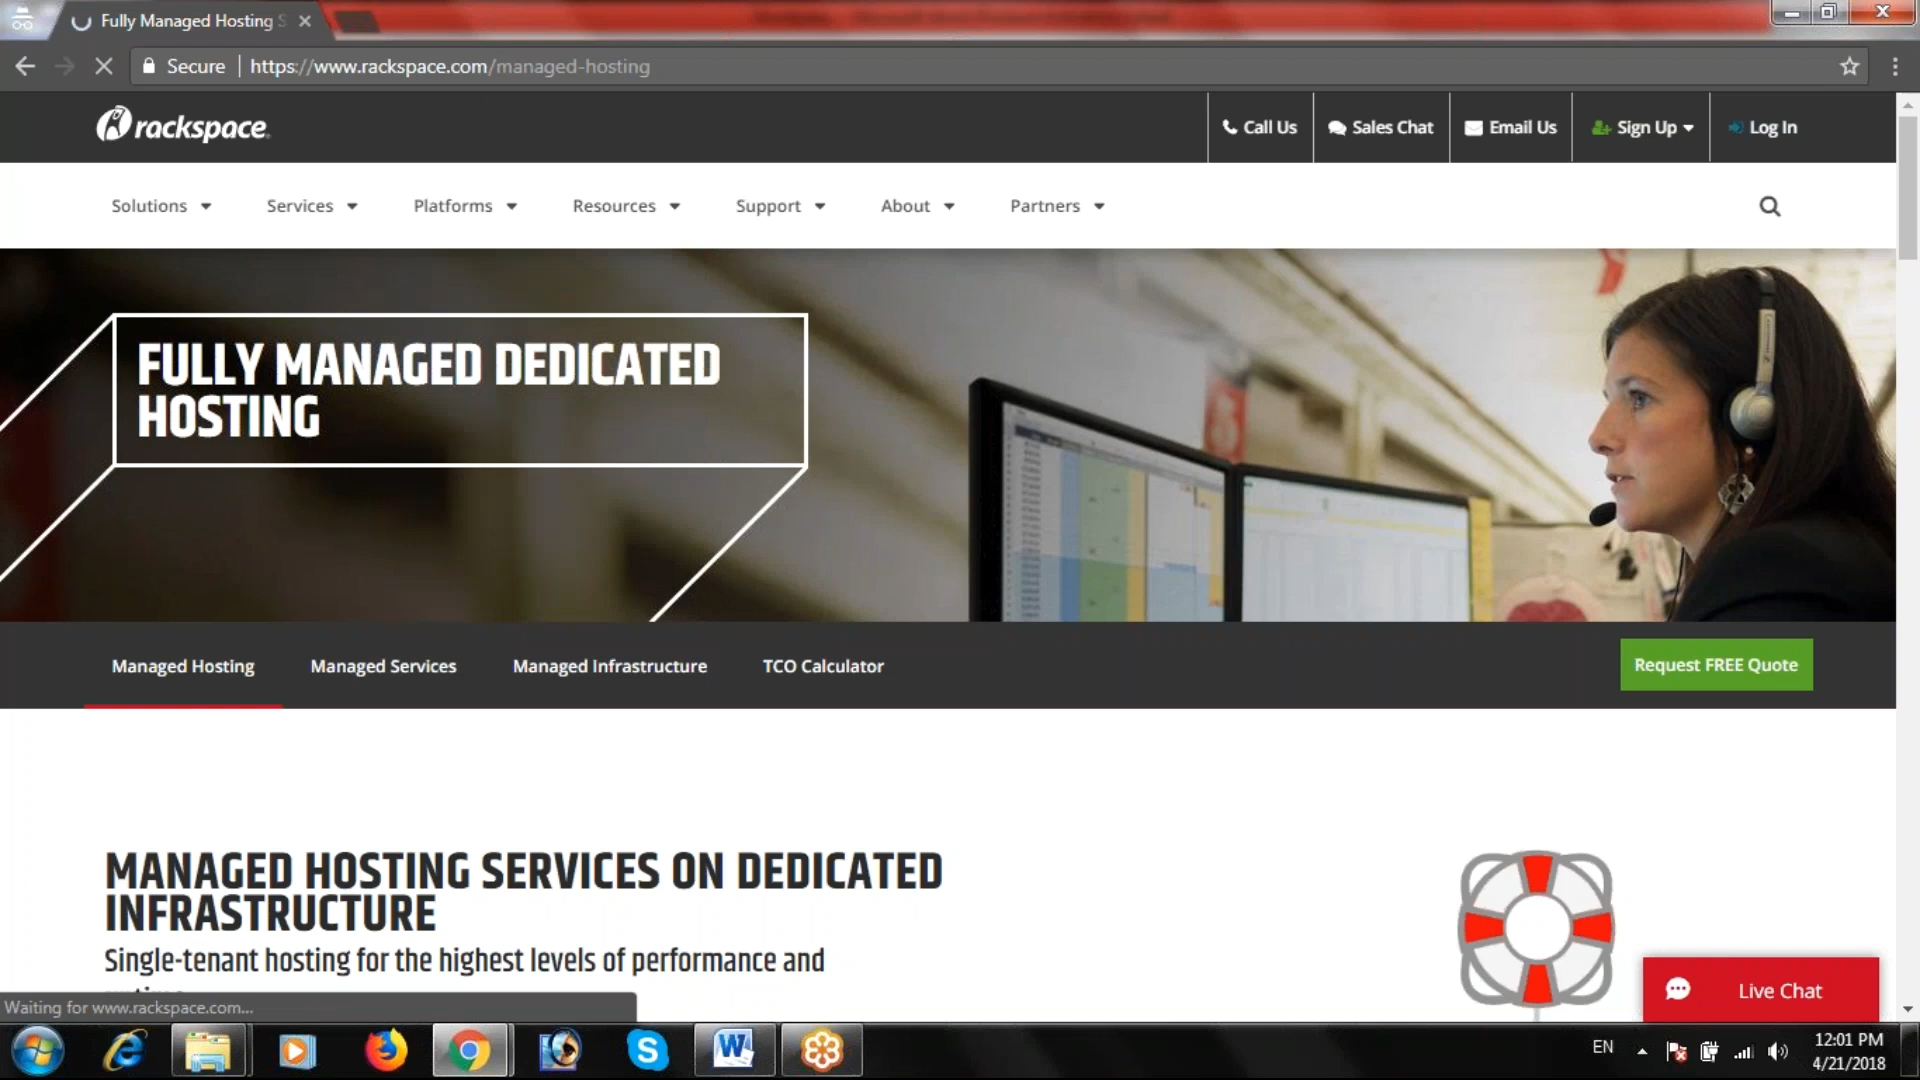 Fully Managed Hosting S
Secure
https://www.rackspace.com/managed-hosting
rackspace
Call Us
Sales Chat
Email Us
Sign Up
Log In
Solutions
Services
Platforms
Resources
Support
About
Partners
FULLY MANAGED DEDICATED
HOSTING
Managed Hosting
Managed Services
Managed Infrastructure
TCO Calculator
Request FREE Quote
MANAGED HOSTING SERVICES ON DEDICATED
INFRASTRUCTURE
Single-tenant hosting for the highest levels of performance and
Live Chat
Waiting for www.rackspace.com...
EN
12:01 PM
4/21/2018